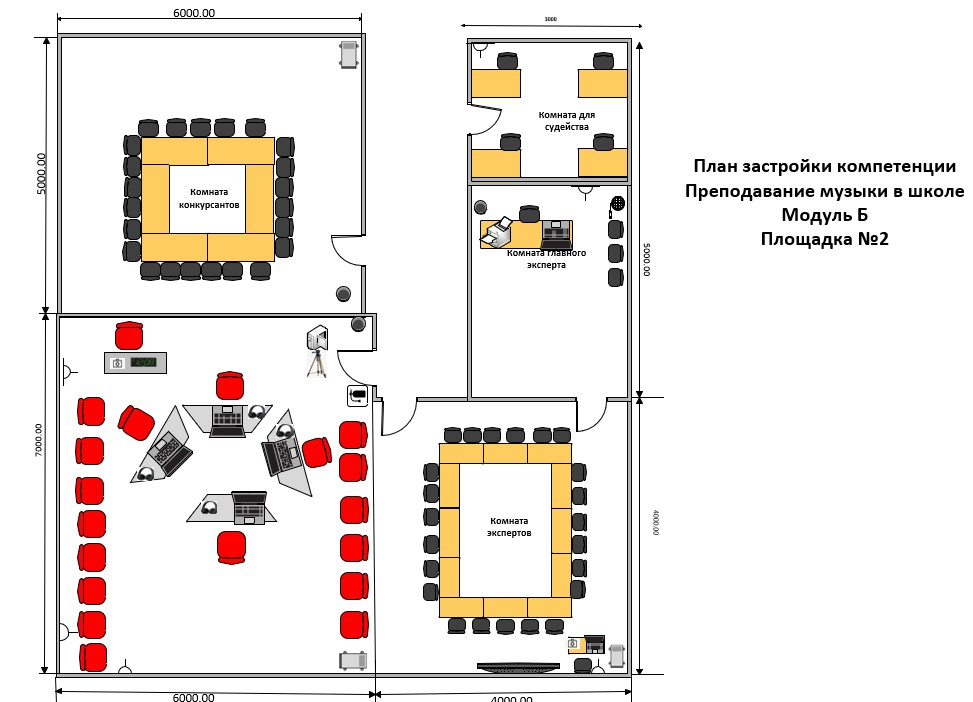 6000.00
3000
5000.00
Комната
конкурсантов
Комната для
судейства
План застройки компетенции
Преподавание музыки в школе
Модуль Б
Площадка №2
Комната главного
эксперта
5000.00
7000.00
Комната
экспертов
4000.00
6000.00
4000.00